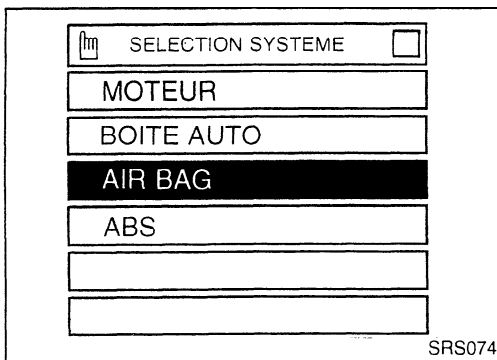 SELECTION SYSTEME
MOTEUR
BOITE AUTO
AIR BAG
ABS
SRS074